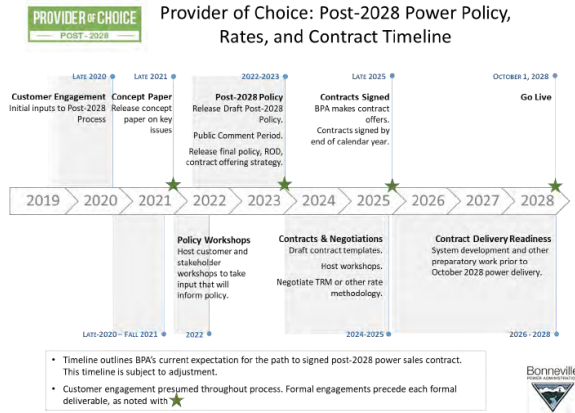 PROVIDER OF CHOICE
POST - 2028
Provider of Choice: Post-2028 Power Policy,
Rates, and Contract Timeline
LATE 2020
LATE 2021
2022-2023
LATE 2025
OCTOBER 1, 2028
Customer Engagement
Initial inputs to Post-2028
Process
Concept Paper
Release concept
paper on key
issues
Post-2028 Policy
Release Draft Post-2028
Policy.
Public Comment Period.
Release final policy, ROD,
contract offering strategy.
Contracts Signed
BPA makes contract
offers.
Contracts signed by
end of calendar year.
Go Live
2019
2020
2021
2022
2023
2024
2025
2026
2027
2028
Policy Workshops
Host customer and
stakeholder
workshops to take
input that will
inform policy.
Contracts & Negotiations
Draft contract templates.
Host workshops.
Negotiate TRM or other rate
methodology.
Contract Delivery Readiness
System development and other
preparatory work prior to
October 2028 power delivery.
LATE-2020 – FALL 2021
2022
2024-2025
2026 - 2028
• Timeline outlines BPA's current expectation for the path to signed post-2028 power sales contract.
This timeline is subject to adjustment.
• Customer engagement presumed throughout process. Formal engagements precede each formal
deliverable, as noted with
Bonneville
POWER ADMINISTRATI